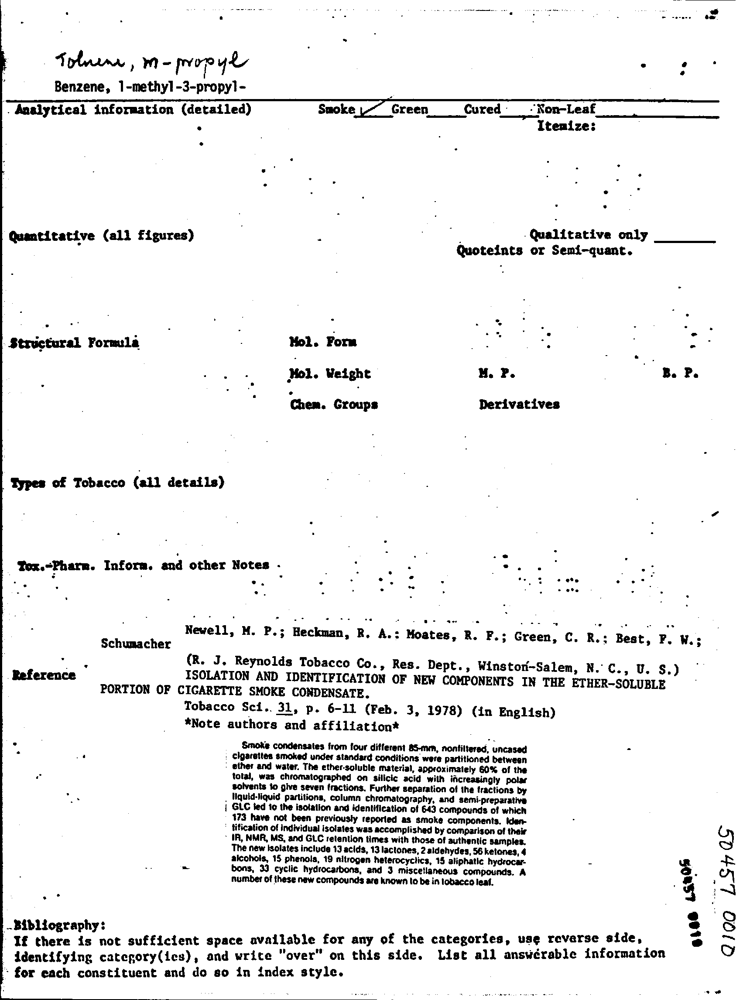 Toluene, m-propyl
Benzene, 1-methyl-3-propyl-
Analytical information (detailed) Smoke ✓ Green Cured Non-Leaf
Itemize:
Quantitative (all figures) Qualitative only
Quoteints or Semi-quant.
Structural Formula Mol. Form
Mol. Weight M. P. B. P.
Chem. Groups Derivatives
Types of Tobacco (all details)
Tox.-Pharm. Inform. and other Notes
Newell, M. P.; Heckman, R. A.: Moates, R. F.; Green, C. R.; Best, F. W.;
Schumacher
(R. J. Reynolds Tobacco Co., Res. Dept., Winston-Salem, N. C., U. S.)
Reference ISOLATION AND IDENTIFICATION OF NEW COMPONENTS IN THE ETHER-SOLUBLE
PORTION OF CIGARETTE SMOKE CONDENSATE.
Tobacco Sci. 31, p. 6-11 (Feb. 3, 1978) (in English)
*Note authors and affiliation*
Smoke condensates from four different 85-mm, nonfiltered, uncased
cigarettes smoked under standard conditions were partitioned between
ether and water. The ether-soluble material, approximately 60% of the
total, was chromatographed on silicic acid with increasingly polar
solvents to give seven fractions. Further separation of the fractions by
liquid-liquid partitions, column chromatography, and semi-preparative
GLC led to the isolation and identification of 643 compounds of which
173 have not been previously reported as smoke components. Iden-
tification of individual isolates was accomplished by comparison of their
IR, NMR, MS, and GLC retention times with those of authentic samples.
The new isolates include 13 acids, 13 lactones, 2 aldehydes, 56 ketones, 4
alcohols, 15 phenols, 19 nitrogen heterocyclics, 15 aliphatic hydrocar-
bons, 33 cyclic hydrocarbons, and 3 miscellaneous compounds. A
number of these new compounds are known to be in tobacco leaf.
50457 0010
50457 0010
Bibliography:
If there is not sufficient space available for any of the categories, use reverse side,
identifying category(ies), and write "over" on this side. List all answerable information
for each constituent and do so in index style.